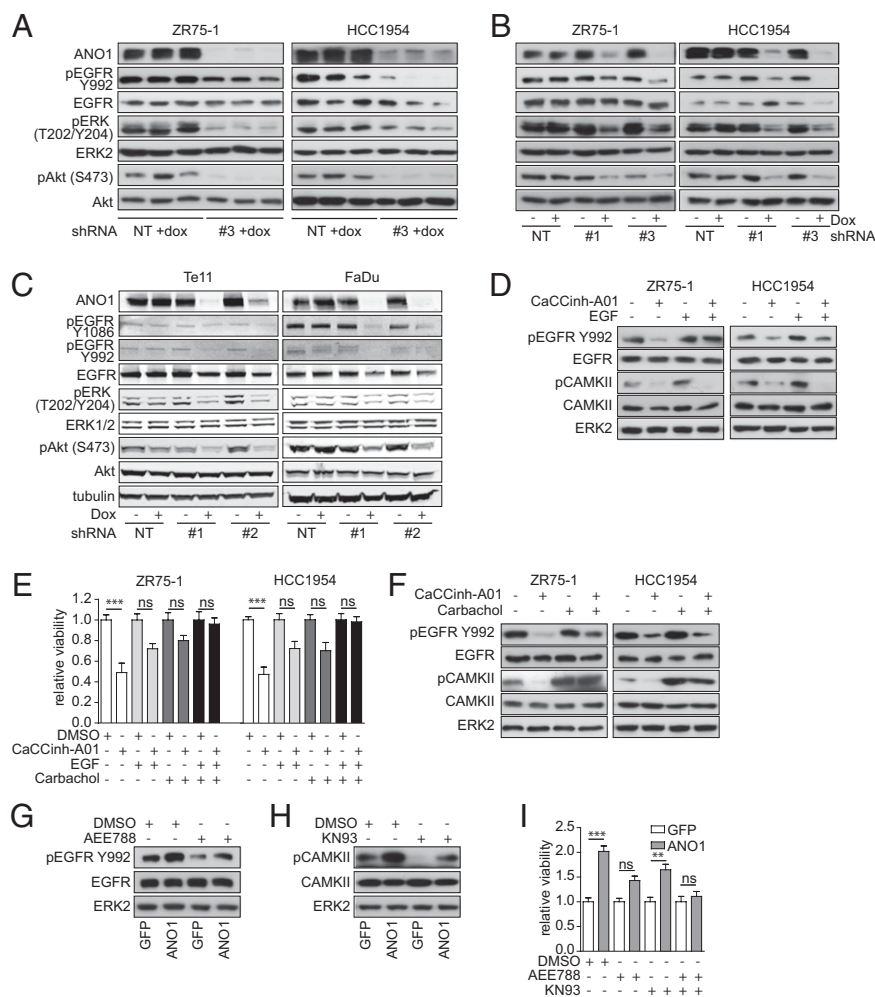 A
ZR75-1 HCC1954
ANO1
pEGFR Y992
EGFR
pERK (T202/Y204)
ERK2
pAkt (S473)
Akt
shRNA NT +dox #3 +dox NT +dox #3 +dox
B
ZR75-1 HCC1954
- + - + - + - + - + - + Dox
NT #1 #3 NT #1 #3 shRNA
C
Te11 FaDu
ANO1
pEGFR Y1086
pEGFR Y992
EGFR
pERK (T202/Y204)
ERK1/2
pAkt (S473)
Akt
tubulin
Dox - + - + - + - + - + - +
shRNA NT #1 #2 NT #1 #2
D
ZR75-1 HCC1954
CaCCinh-A01 - + - + - + - +
EGF - - + + - - + +
pEGFR Y992
EGFR
pCAMKII
CAMKII
ERK2
E
ZR75-1 HCC1954
*** ns ns ns *** ns ns ns
relative viability
1.2
1.0
0.8
0.6
0.4
0.2
0.0
DMSO + - + - + - + - + - + - + - + -
CaCCinh-A01 - + - + - + - + - + - + - + - +
EGF - - + + - - + + - - + + - - + +
Carbachol - - - - + + + + - - - - + + + +
F
ZR75-1 HCC1954
CaCCinh-A01 - + - + - + - +
Carbachol - - + + - - + +
pEGFR Y992
EGFR
pCAMKII
CAMKII
ERK2
G
DMSO + + - -
AEE788 - - + +
pEGFR Y992
EGFR
ERK2
GFP ANO1 GFP ANO1
H
DMSO + + - -
KN93 - - + +
pCAMKII
CAMKII
ERK2
GFP ANO1 GFP ANO1
I
GFP
ANO1
*** ns ** ns
relative viability
2.5
2.0
1.5
1.0
0.5
0.0
DMSO + + - - - - - -
AEE788 - - + + - - + +
KN93 - - - - + + + +